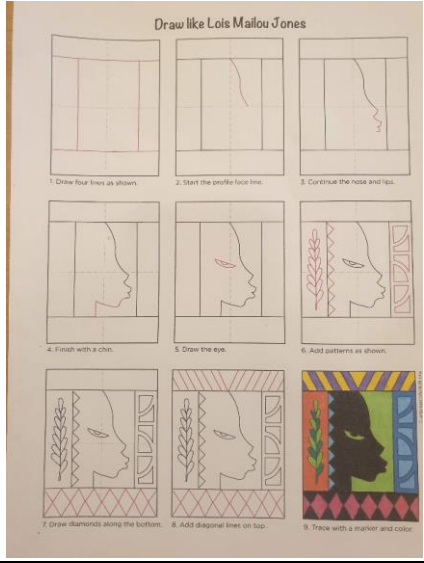 Draw like Lois Mailou Jones
1. Draw four lines as shown.
2. Start the profile face line.
3. Continue the nose and lips.
4. Finish with a chin.
5. Draw the eye.
6. Add patterns as shown.
7. Draw diamonds along the bottom.
8. Add diagonal lines on top.
9. Trace with a marker and color.